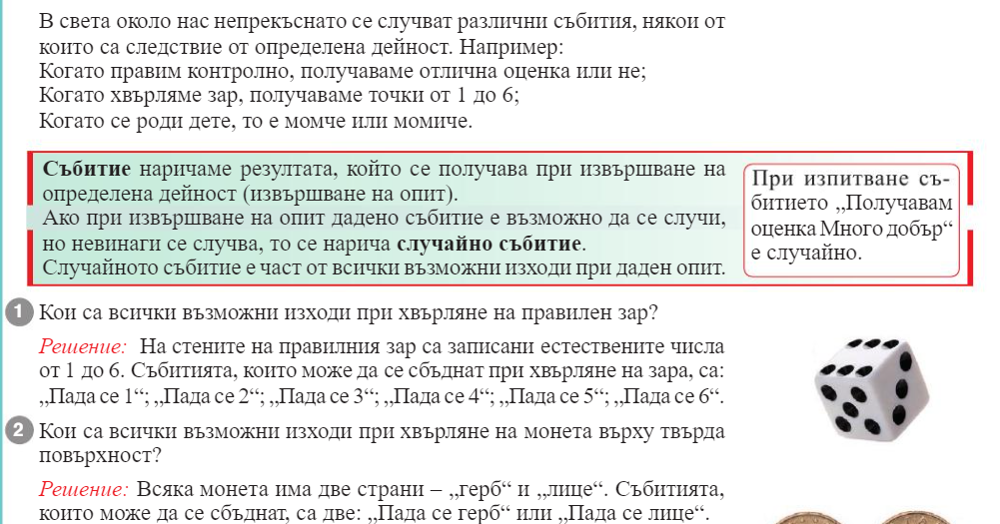 В света около нас непрекъснато се случват различни събития, някои от
които са следствие от определена дейност. Например:
Когато правим контролно, получаваме отлична оценка или не;
Когато хвърляме зар, получаваме точки от 1 до 6;
Когато се роди дете, то е момче или момиче.
Събитие наричаме резултата, който се получава при извършване на
определена дейност (извършване на опит).
Ако при извършване на опит дадено събитие е възможно да се случи,
но невинаги се случва, то се нарича случайно събитие.
Случайното събитие е част от всички възможни изходи при даден опит.
При изпитване съ-
битието „Получавам
оценка Много добър“
е случайно.
1 Кои са всички възможни изходи при хвърляне на правилен зар?
Решение: На стените на правилния зар са записани естествените числа
от 1 до 6. Събитията, които може да се сбъднат при хвърляне на зара, са:
„Пада се 1“; „Пада се 2“; „Пада се 3“; „Пада се 4“; „Пада се 5“; „Пада се 6“.
2 Кои са всички възможни изходи при хвърляне на монета върху твърда
повърхност?
Решение: Всяка монета има две страни – „герб“ и „лице“. Събитията,
които може да се сбъднат, са две: „Пада се герб“ или „Пада се лице“.